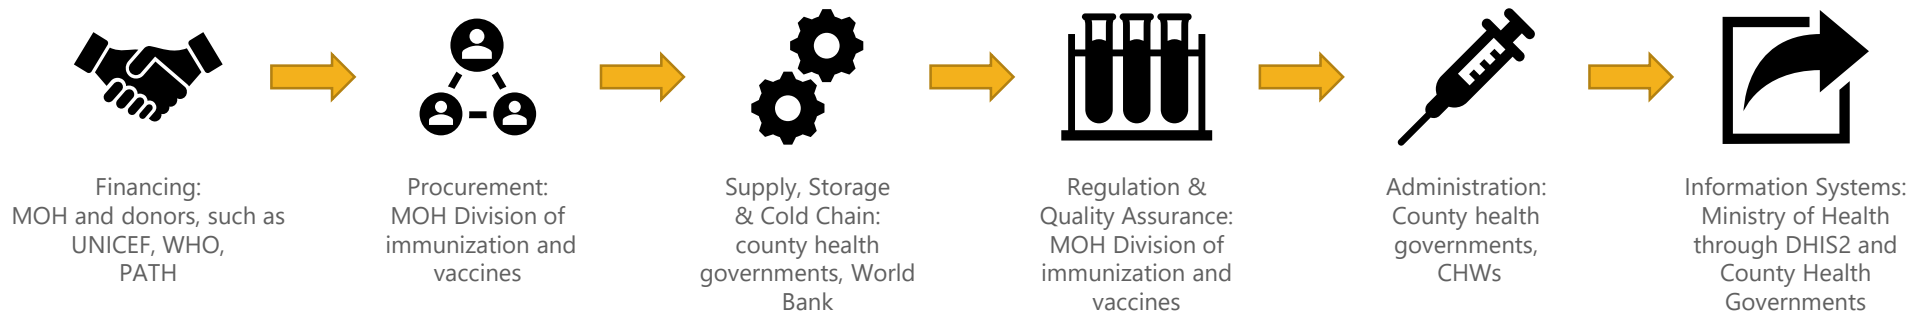 Financing:
MOH and donors, such as
UNICEF, WHO,
PATH
Procurement:
MOH Division of
immunization and
vaccines
Supply, Storage
& Cold Chain:
county health
governments, World
Bank
Regulation &
Quality Assurance:
MOH Division of
immunization and
vaccines
Administration:
County health
governments,
CHWs
Information Systems:
Ministry of Health
through DHIS2 and
County Health
Governments